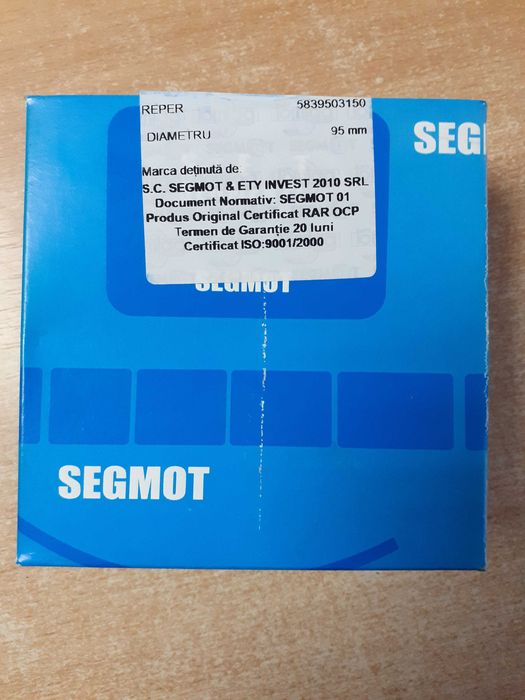 REPER 5839503150
DIAMETRU 95 mm
SEG
Marca deținută de:
S.C. SEGMOT & ETY INVEST 2010 SRL
Document Normativ: SEGMOT 01
Produs Original Certificat RAR OCP
Termen de Garanție 20 luni
Certificat ISO:9001/2000
SEGMOT
SEGMOT